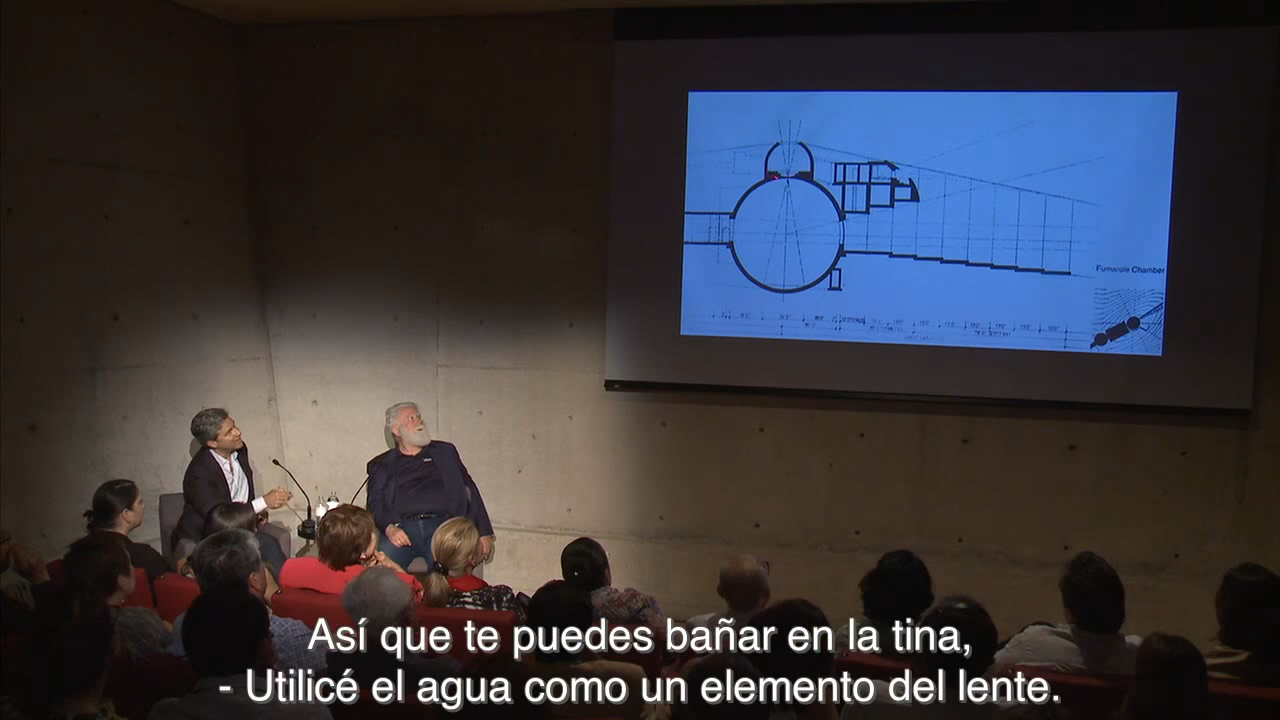 Fumarole Chamber
Así que te puedes bañar en la tina,
- Utilicé el agua como un elemento del lente.